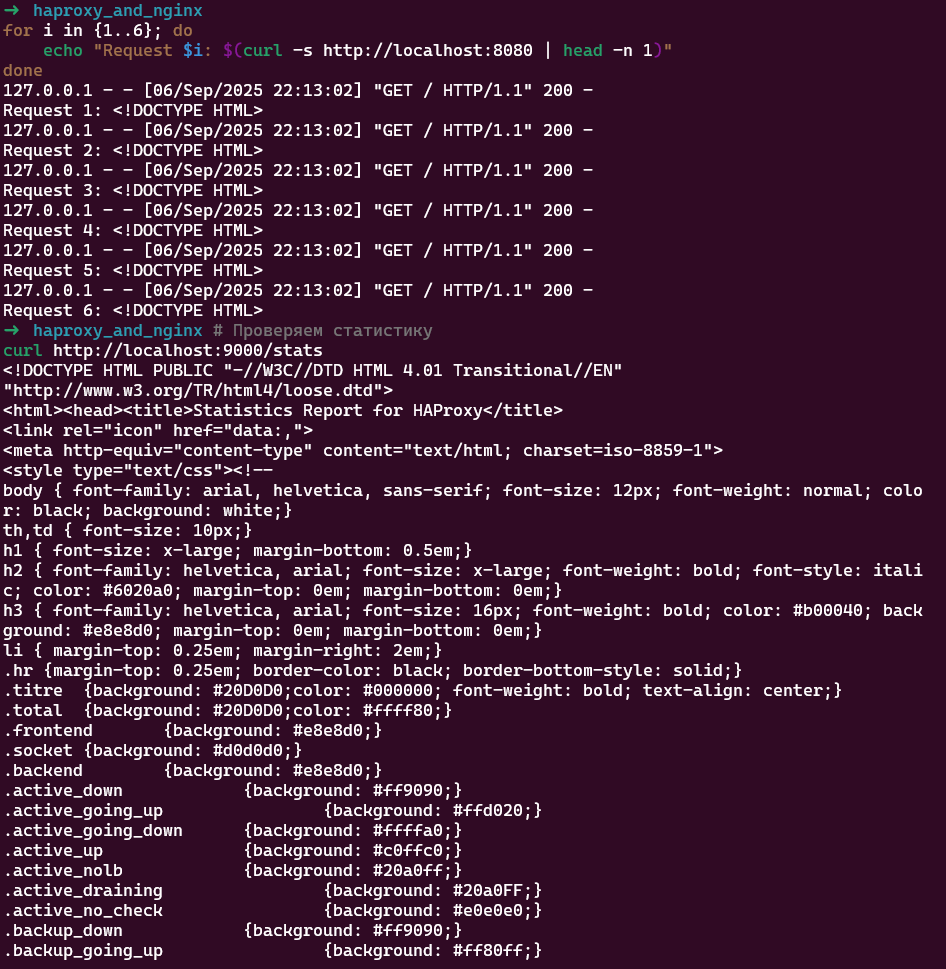 → haproxy_and_nginx
for i in {1..6}; do
    echo "Request $i: $(curl -s http://localhost:8080 | head -n 1)"
done
127.0.0.1 - - [06/Sep/2025 22:13:02] "GET / HTTP/1.1" 200 -
Request 1: <!DOCTYPE HTML>
127.0.0.1 - - [06/Sep/2025 22:13:02] "GET / HTTP/1.1" 200 -
Request 2: <!DOCTYPE HTML>
127.0.0.1 - - [06/Sep/2025 22:13:02] "GET / HTTP/1.1" 200 -
Request 3: <!DOCTYPE HTML>
127.0.0.1 - - [06/Sep/2025 22:13:02] "GET / HTTP/1.1" 200 -
Request 4: <!DOCTYPE HTML>
127.0.0.1 - - [06/Sep/2025 22:13:02] "GET / HTTP/1.1" 200 -
Request 5: <!DOCTYPE HTML>
127.0.0.1 - - [06/Sep/2025 22:13:02] "GET / HTTP/1.1" 200 -
Request 6: <!DOCTYPE HTML>
→ haproxy_and_nginx # Проверяем статистику
curl http://localhost:9000/stats
<!DOCTYPE HTML PUBLIC "-//W3C//DTD HTML 4.01 Transitional//EN"
"http://www.w3.org/TR/html4/loose.dtd">
<html><head><title>Statistics Report for HAProxy</title>
<link rel="icon" href="data:,">
<meta http-equiv="content-type" content="text/html; charset=iso-8859-1">
<style type="text/css"><!--
body { font-family: arial, helvetica, sans-serif; font-size: 12px; font-weight: normal; colo
r: black; background: white;}
th,td { font-size: 10px;}
h1 { font-size: x-large; margin-bottom: 0.5em;}
h2 { font-family: helvetica, arial; font-size: x-large; font-weight: bold; font-style: itali
c; color: #6020a0; margin-top: 0em; margin-bottom: 0em;}
h3 { font-family: helvetica, arial; font-size: 16px; font-weight: bold; color: #b00040; back
ground: #e8e8d0; margin-top: 0em; margin-bottom: 0em;}
li { margin-top: 0.25em; margin-right: 2em;}
.hr {margin-top: 0.25em; border-color: black; border-bottom-style: solid;}
.titre  {background: #20D0D0;color: #000000; font-weight: bold; text-align: center;}
.total  {background: #20D0D0;color: #ffff80;}
.frontend       {background: #e8e8d0;}
.socket {background: #d0d0d0;}
.backend        {background: #e8e8d0;}
.active_down            {background: #ff9090;}
.active_going_up                {background: #ffd020;}
.active_going_down      {background: #ffffa0;}
.active_up              {background: #c0ffc0;}
.active_nolb            {background: #20a0ff;}
.active_draining                {background: #20a0FF;}
.active_no_check                {background: #e0e0e0;}
.backup_down            {background: #ff9090;}
.backup_going_up                {background: #ff80ff;}